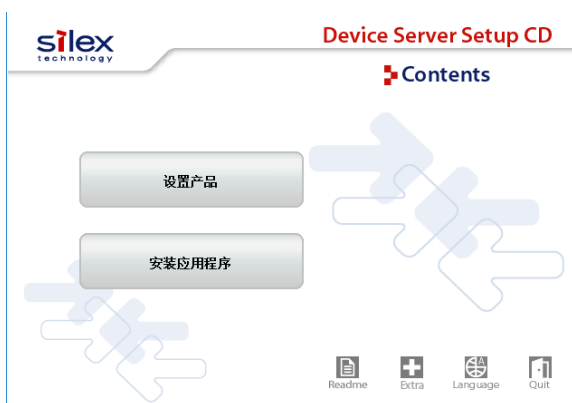 silex
technology
Device Server Setup CD
Contents
设置产品
安装应用程序
Readme
Extra
Language
Quit